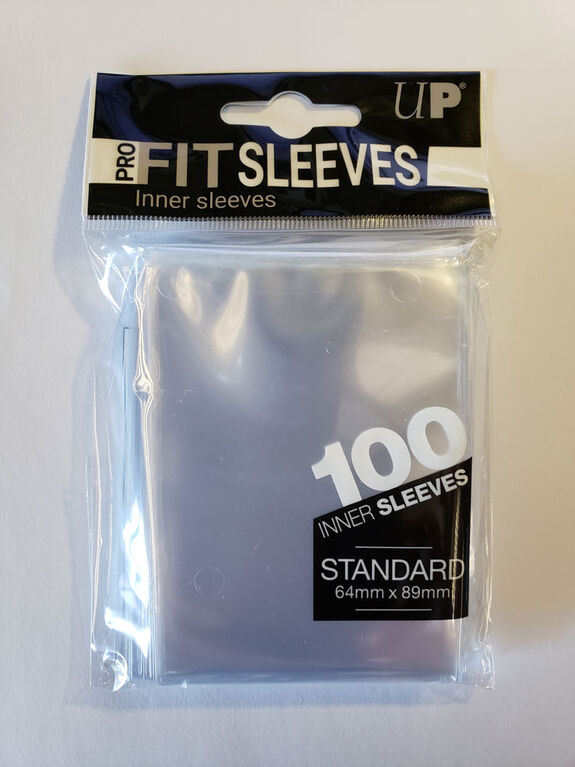 UP®
PRO FIT SLEEVES
Inner sleeves
100
INNER SLEEVES
STANDARD
64mm x 89mm